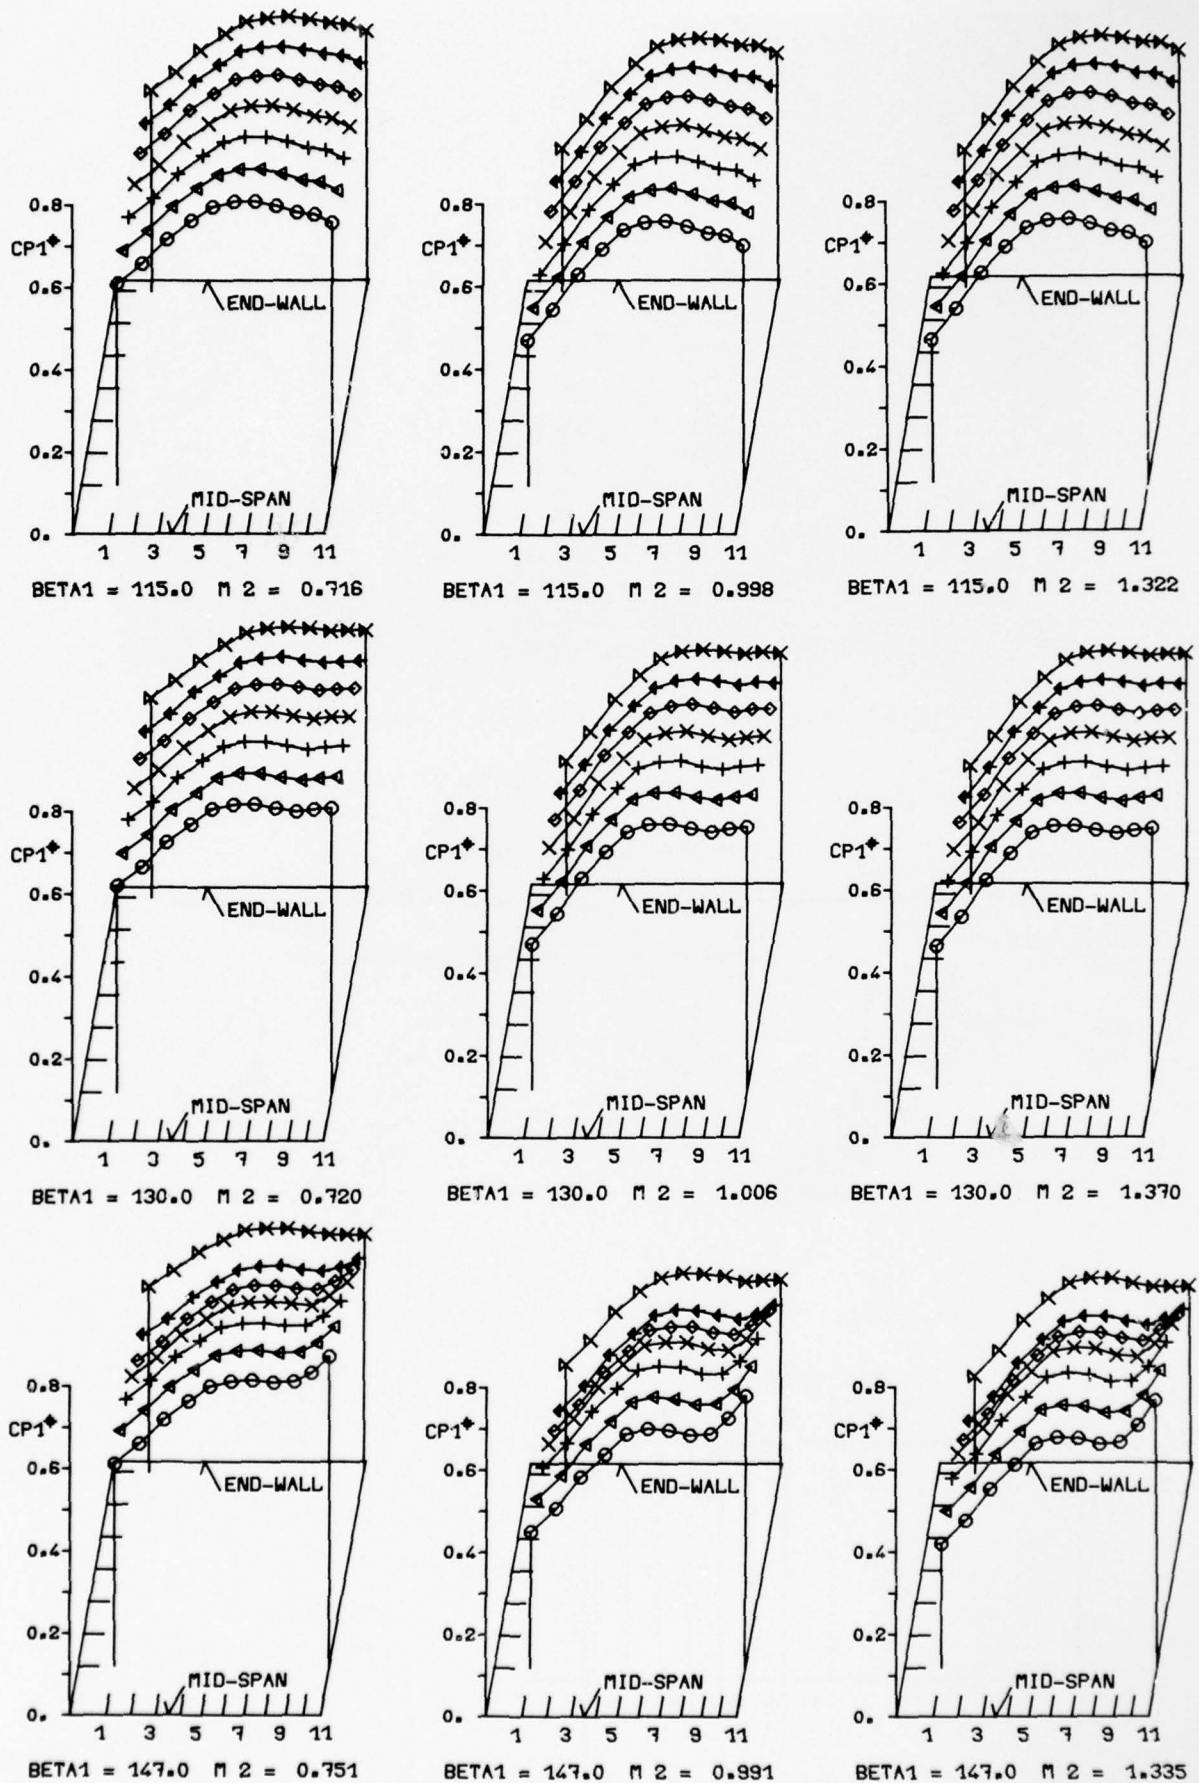 0.8
CP1*
0.6
0.4
0.2
0.
END-WALL
MID-SPAN
1 3 5 7 9 11
BETA1 = 115.0 M 2 = 0.716
0.8
CP1*
0.6
0.4
0.2
0.
END-WALL
MID-SPAN
1 3 5 7 9 11
BETA1 = 115.0 M 2 = 0.998
0.8
CP1*
0.6
0.4
0.2
0.
END-WALL
MID-SPAN
1 3 5 7 9 11
BETA1 = 115.0 M 2 = 1.322
0.8
CP1*
0.6
0.4
0.2
0.
END-WALL
MID-SPAN
1 3 5 7 9 11
BETA1 = 130.0 M 2 = 0.720
0.8
CP1*
0.6
0.4
0.2
0.
END-WALL
MID-SPAN
1 3 5 7 9 11
BETA1 = 130.0 M 2 = 1.006
0.8
CP1*
0.6
0.4
0.2
0.
END-WALL
MID-SPAN
1 3 5 7 9 11
BETA1 = 130.0 M 2 = 1.370
0.8
CP1*
0.6
0.4
0.2
0.
END-WALL
MID-SPAN
1 3 5 7 9 11
BETA1 = 147.0 M 2 = 0.751
0.8
CP1*
0.6
0.4
0.2
0.
END-WALL
MID-SPAN
1 3 5 7 9 11
BETA1 = 147.0 M 2 = 0.991
0.8
CP1*
0.6
0.4
0.2
0.
END-WALL
MID-SPAN
1 3 5 7 9 11
BETA1 = 147.0 M 2 = 1.335